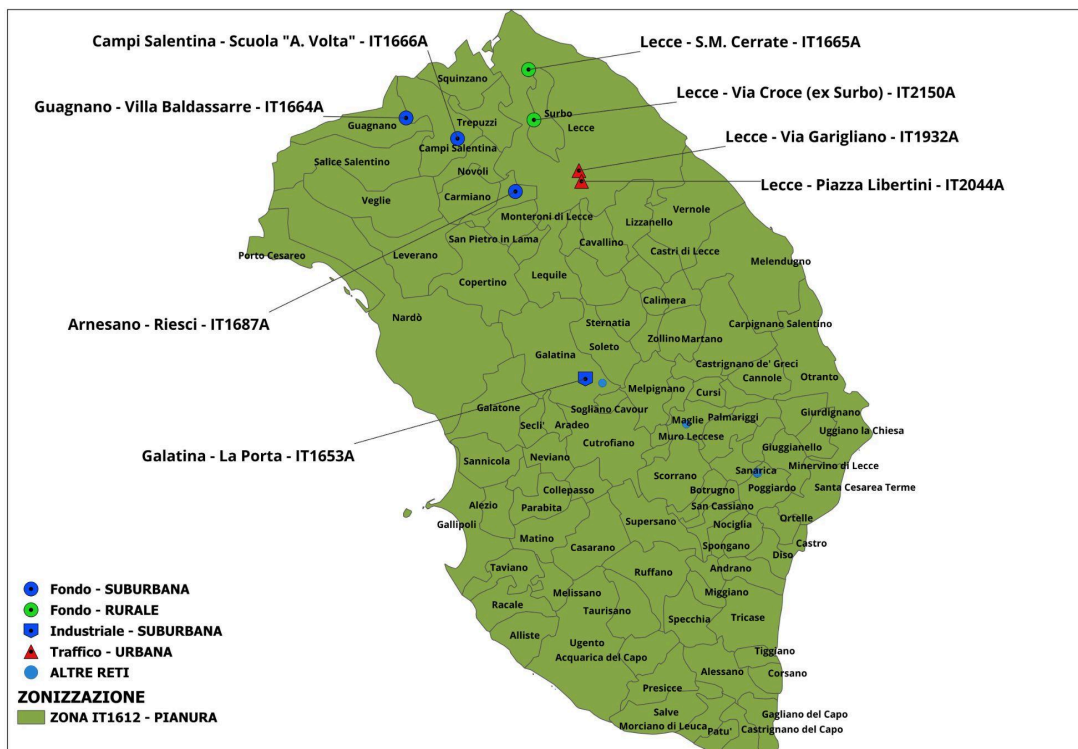 Campi Salentina - Scuola "A. Volta" - IT1666A
Lecce - S.M. Cerrate - IT1665A
Guagnano - Villa Baldassarre - IT1664A
Lecce - Via Croce (ex Surbo) - IT2150A
Lecce - Via Garigliano - IT1932A
Lecce - Piazza Libertini - IT2044A
Arnesano - Riesci - IT1687A
Galatina - La Porta - IT1653A
Squinzano
Surbo
Trepuzzi
Guagnano
Lecce
Campi Salentina
Salice Salentino
Novoli
Carmiano
Veglie
Monteroni di Lecce
Vernole
Lizzanello
San Pietro in Lama
Cavallino
Castri di Lecce
Porto Cesareo
Leverano
Melendugno
Lequile
Copertino
Calimera
Nardò
Sternatia
Carpignano Salentino
Zollino
Martano
Soleto
Galatina
Castrignano de' Greci
Cannole
Otranto
Melpignano
Cursi
Galatone
Sogliano Cavour
Giurdignano
Maglie
Palmariggi
Secli'
Aradeo
Uggiano la Chiesa
Muro Leccese
Cutrofiano
Giuggianello
Neviano
Sannicola
Minervino di Lecce
Sanarica
Scorrano
Collepasso
Botrugno
Poggiardo
Santa Cesarea Terme
Alezio
Parabita
San Cassiano
Gallipoli
Supersano
Nociglia
Ortelle
Matino
Casarano
Spongano
Castro
Diso
Taviano
Andrano
Ruffano
Melissano
Miggiano
Racale
Taurisano
Specchia
Tricase
Alliste
Ugento
Acquarica del Capo
Tiggiano
Alessano
Corsano
Presicce
Salve
Gagliano del Capo
Morciano di Leuca
Patu'
Castrignano del Capo
Fondo - SUBURBANA
Fondo - RURALE
Industriale - SUBURBANA
Traffico - URBANA
ALTRE RETI
ZONIZZAZIONE
ZONA IT1612 - PIANURA